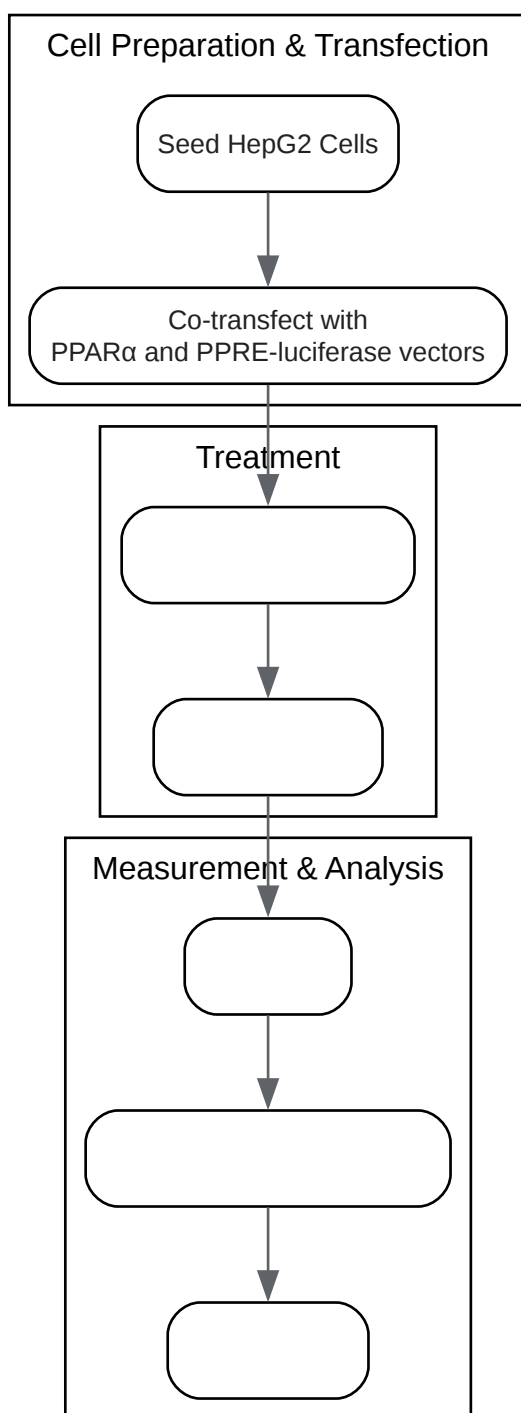 Cell Preparation & Transfection
Seed HepG2 Cells
Co-transfect with
PPARα and PPRE-luciferase vectors
Treatment
Measurement & Analysis